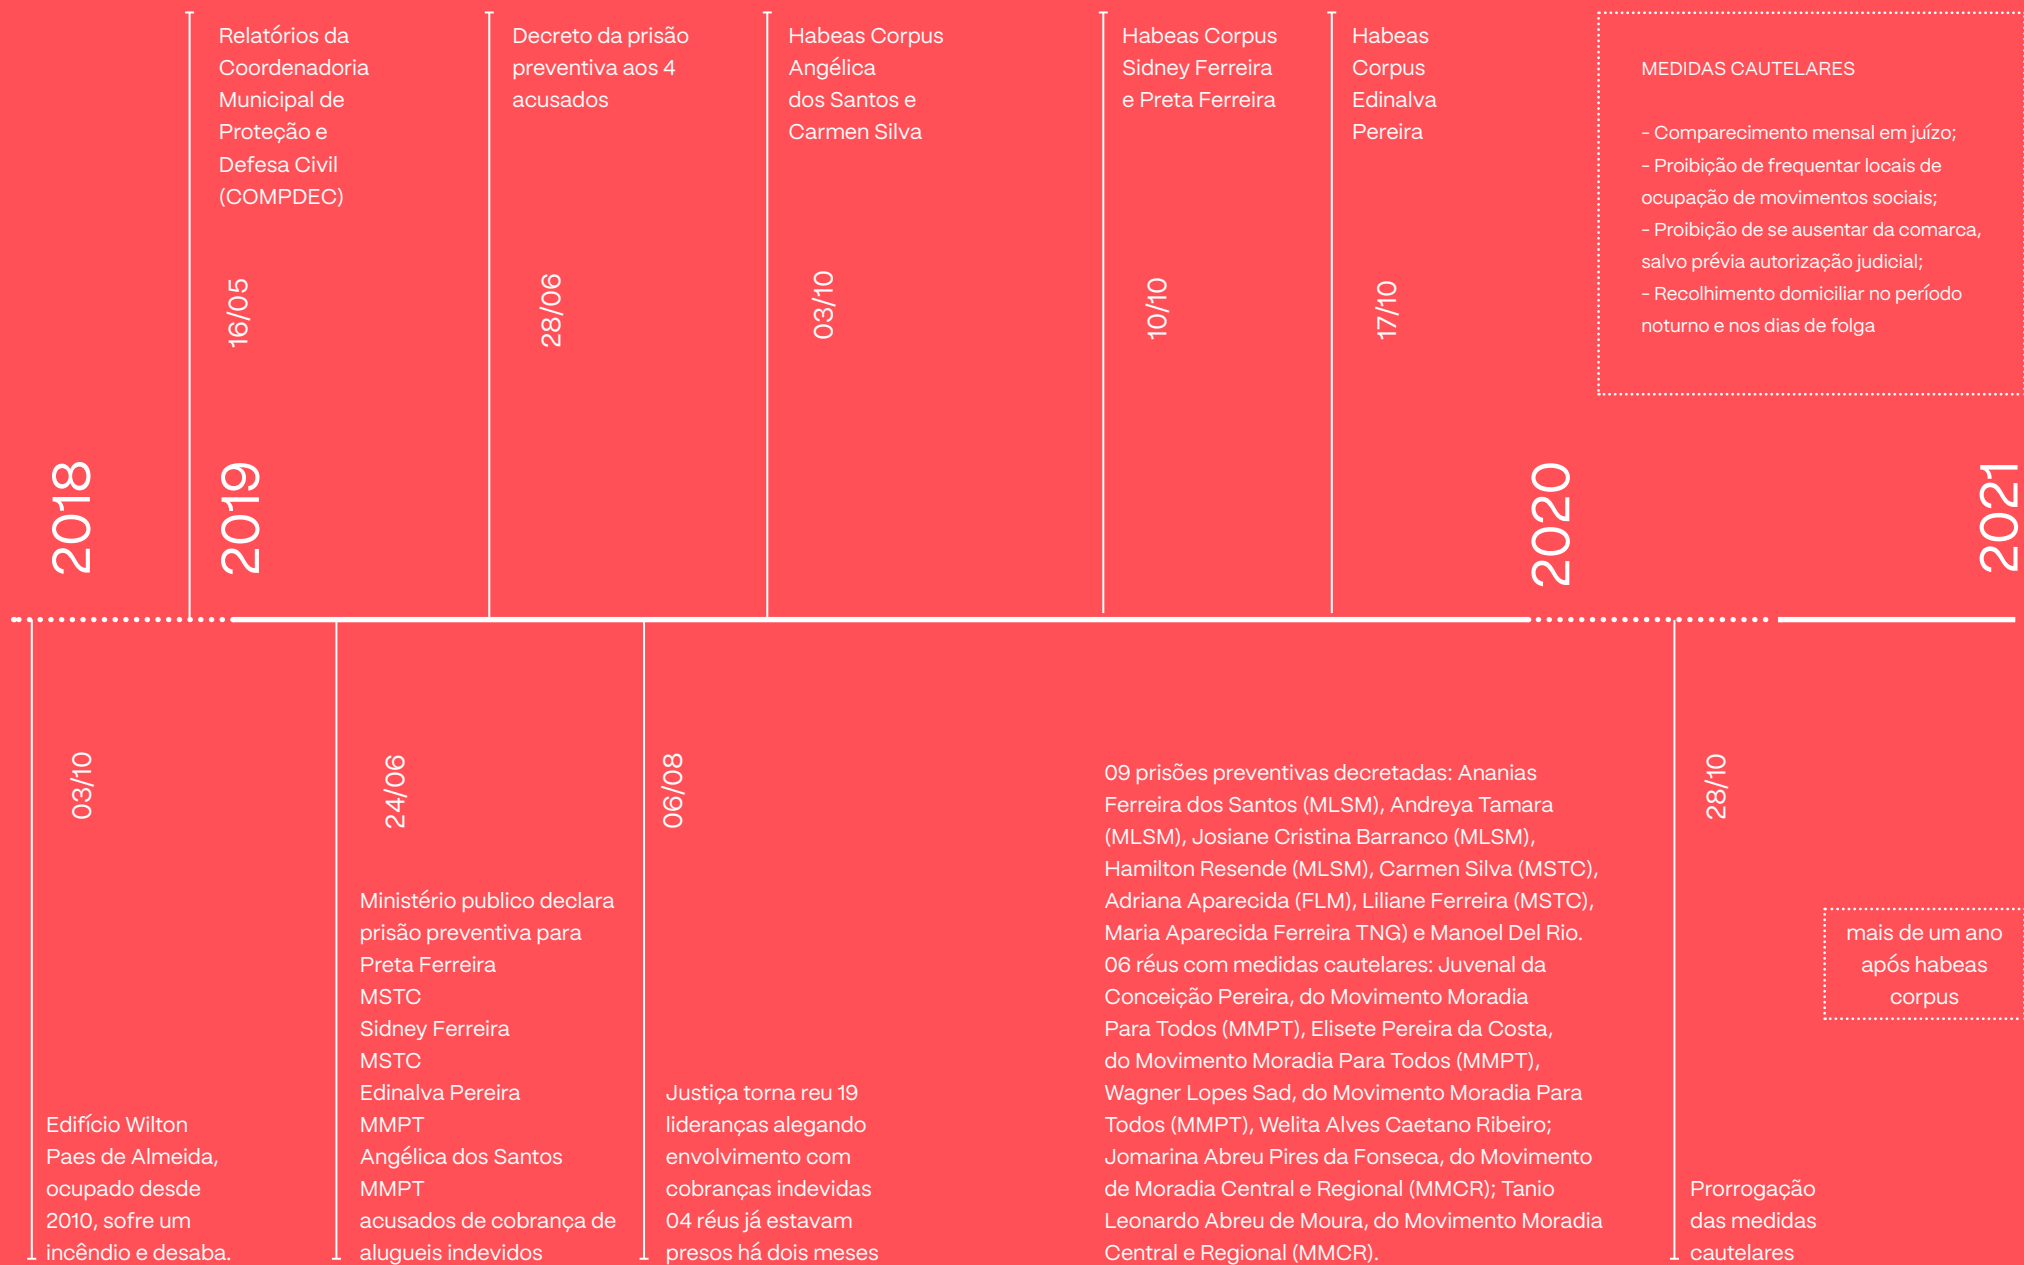 Relatórios da
Coordenadoria
Municipal de
Proteção e
Defesa Civil
(COMPDEC)
16/05
Decreto da prisão
preventiva aos 4
acusados
28/06
Habeas Corpus
Angélica
dos Santos e
Carmen Silva
03/10
Habeas Corpus
Sidney Ferreira
e Preta Ferreira
10/10
Habeas
Corpus
Edinalva
Pereira
17/10
MEDIDAS CAUTELARES
- Comparecimento mensal em juízo;
- Proibição de frequentar locais de
ocupação de movimentos sociais;
- Proibição de se ausentar da comarca,
salvo prévia autorização judicial;
- Recolhimento domiciliar no período
noturno e nos dias de folga
2018
2019
2020
2021
03/10
Edifício Wilton
Paes de Almeida,
ocupado desde
2010, sofre um
incêndio e desaba.
24/06
Ministério publico declara
prisão preventiva para
Preta Ferreira
MSTC
Sidney Ferreira
MSTC
Edinalva Pereira
MMPT
Angélica dos Santos
MMPT
acusados de cobrança de
alugueis indevidos
06/08
Justiça torna reu 19
lideranças alegando
envolvimento com
cobranças indevidas
04 réus já estavam
presos há dois meses
09 prisões preventivas decretadas: Ananias
Ferreira dos Santos (MLSM), Andreya Tamara
(MLSM), Josiane Cristina Barranco (MLSM),
Hamilton Resende (MLSM), Carmen Silva (MSTC),
Adriana Aparecida (FLM), Liliane Ferreira (MSTC),
Maria Aparecida Ferreira TNG) e Manoel Del Rio.
06 réus com medidas cautelares: Juvenal da
Conceição Pereira, do Movimento Moradia
Para Todos (MMPT), Elisete Pereira da Costa,
do Movimento Moradia Para Todos (MMPT),
Wagner Lopes Sad, do Movimento Moradia Para
Todos (MMPT), Welita Alves Caetano Ribeiro;
Jomarina Abreu Pires da Fonseca, do Movimento
de Moradia Central e Regional (MMCR); Tanio
Leonardo Abreu de Moura, do Movimento Moradia
Central e Regional (MMCR).
28/10
Prorrogação
das medidas
cautelares
mais de um ano
após habeas
corpus